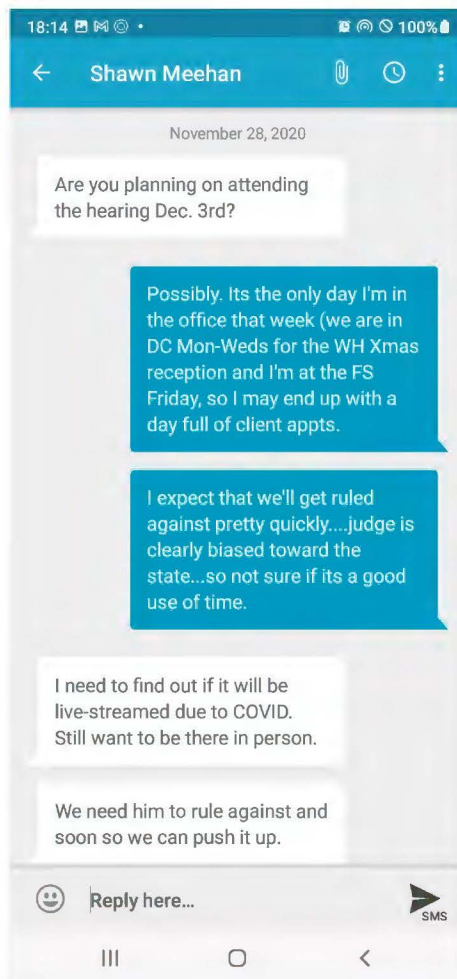 18:14 100%
Shawn Meehan
November 28, 2020
Are you planning on attending
the hearing Dec. 3rd?
Possibly. Its the only day I'm in
the office that week (we are in
DC Mon-Weds for the WH Xmas
reception and I'm at the FS
Friday, so I may end up with a
day full of client appts.
I expect that we'll get ruled
against pretty quickly....judge is
clearly biased toward the
state...so not sure if its a good
use of time.
I need to find out if it will be
live-streamed due to COVID.
Still want to be there in person.
We need him to rule against and
soon so we can push it up.
Reply here...
SMS